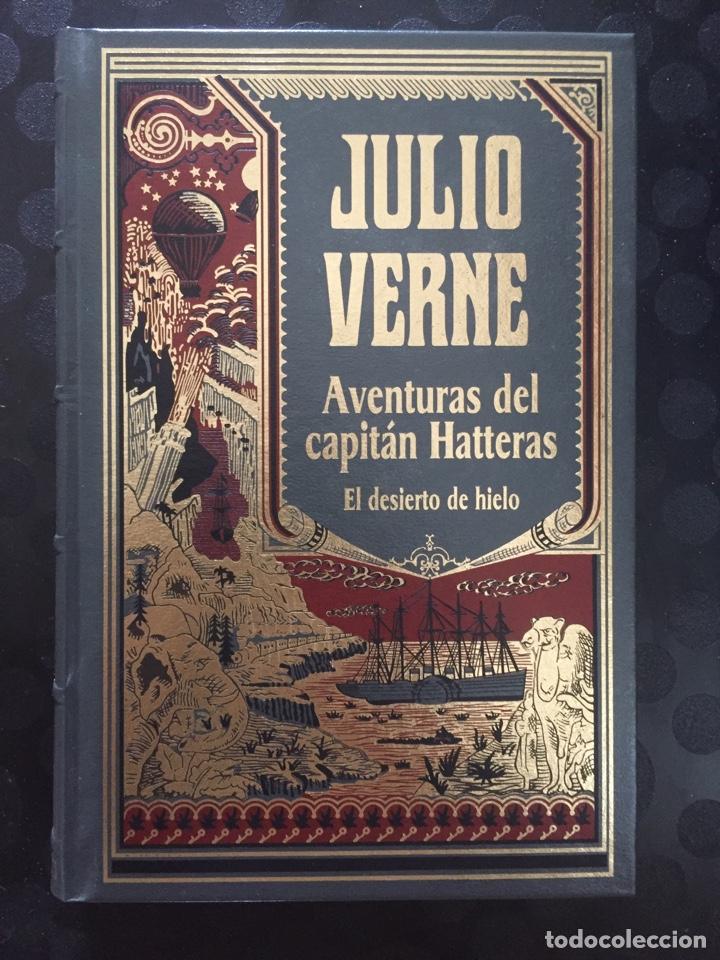 JULIO
VERNE
Aventuras del
capitán Hatteras
El desierto de hielo
todocoleccion